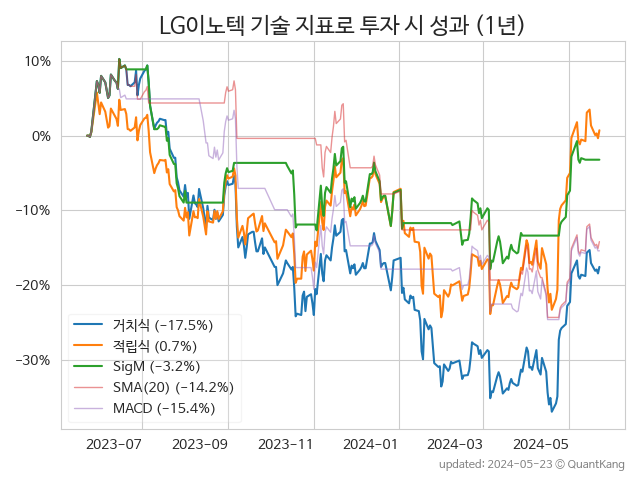 LG이노텍 기술 지표로 투자 시 성과 (1년)
10%
0%
−10%
−20%
−30%
거치식 (−17.5%)
적립식 (0.7%)
SigM (−3.2%)
SMA(20) (−14.2%)
MACD (−15.4%)
2023-07 2023-09 2023-11 2024-01 2024-03 2024-05
updated: 2024-05-23 © QuantKang